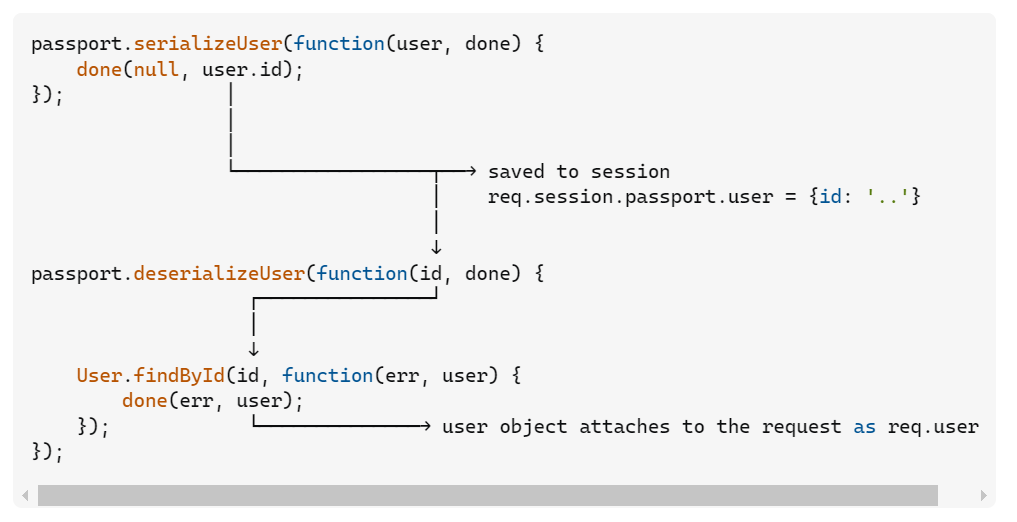 passport.serializeUser(function(user, done) {
done(null, user.id);
});
saved to session
req.session.passport.user = {id: '..'}
passport.deserializeUser(function(id, done) {
User.findById(id, function(err, user) {
done(err, user);
}); user object attaches to the request as req.user
});